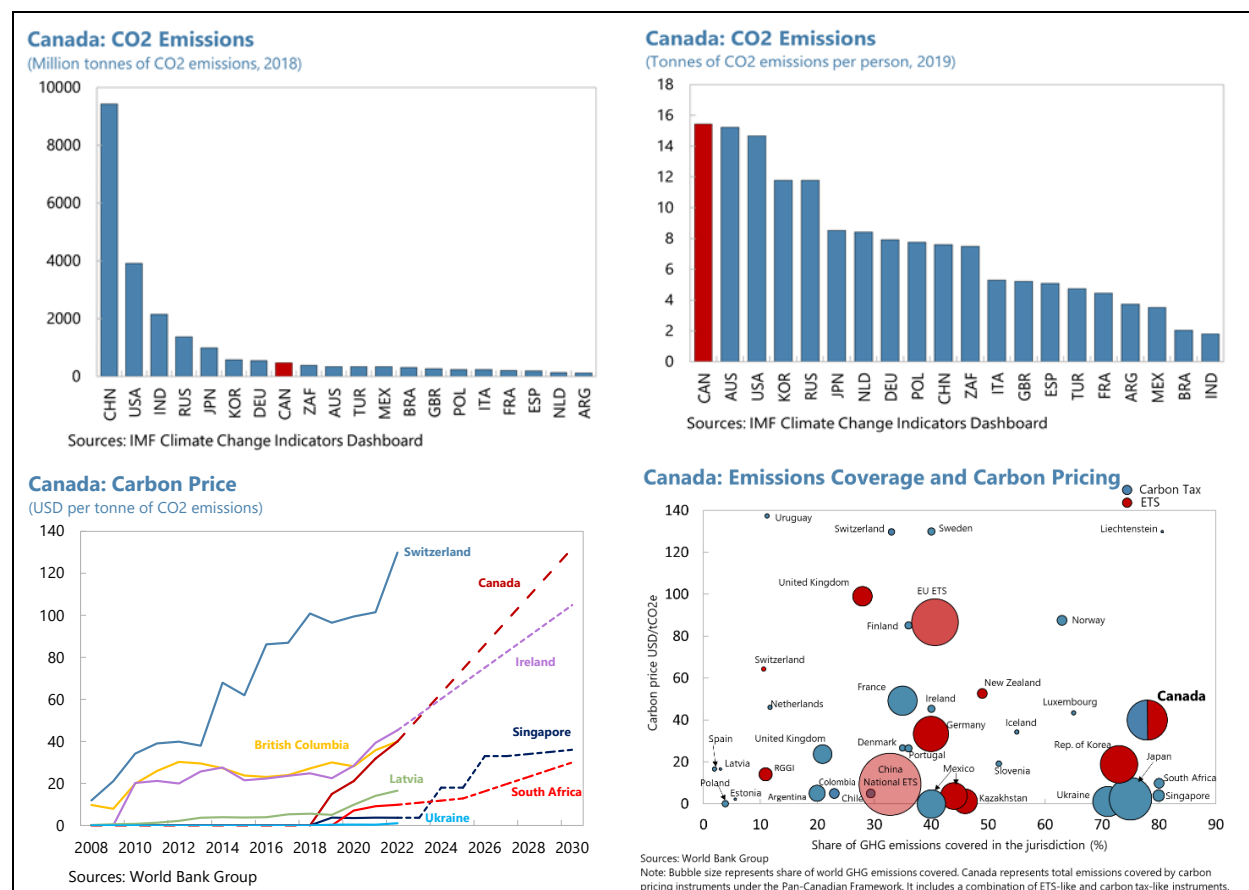 Canada: CO2 Emissions
(Million tonnes of CO2 emissions, 2018)
10000
8000
6000
4000
2000
0
CHN USA IND RUS JPN KOR DEU CAN ZAF AUS TUR MEX BRA GBR POL ITA FRA ESP NLD ARG
Sources: IMF Climate Change Indicators Dashboard
Canada: CO2 Emissions
(Tonnes of CO2 emissions per person, 2019)
18
16
14
12
10
8
6
4
2
0
CAN AUS USA KOR RUS JPN NLD DEU POL CHN ZAF ITA GBR ESP TUR FRA ARG MEX BRA IND
Sources: IMF Climate Change Indicators Dashboard
Canada: Carbon Price
(USD per tonne of CO2 emissions)
140
120
100
80
60
40
20
0
Switzerland
Canada
Ireland
British Columbia
Singapore
Latvia
South Africa
Ukraine
2008 2010 2012 2014 2016 2018 2020 2022 2024 2026 2028 2030
Sources: World Bank Group
Canada: Emissions Coverage and Carbon Pricing
Carbon Tax
ETS
Carbon price USD/tCO2e
140
120
100
80
60
40
20
0
Uruguay
Switzerland
Sweden
Liechtenstein
United Kingdom
EU ETS
Finland
Norway
Switzerland
New Zealand
France
Ireland
Netherlands
Luxembourg
Canada
Germany
Iceland
Spain
United Kingdom
Denmark
Portugal
Rep. of Korea
Latvia
RGGI
Slovenia
Japan
Poland
Estonia
Colombia
China
National ETS
Mexico
South Africa
Argentina
Chile
Kazakhstan
Ukraine
Singapore
0 10 20 30 40 50 60 70 80 90
Share of GHG emissions covered in the jurisdiction (%)
Sources: World Bank Group
Note: Bubble size represents share of world GHG emissions covered. Canada represents total emissions covered by carbon
pricing instruments under the Pan-Canadian Framework. It includes a combination of ETS-like and carbon tax-like instruments.